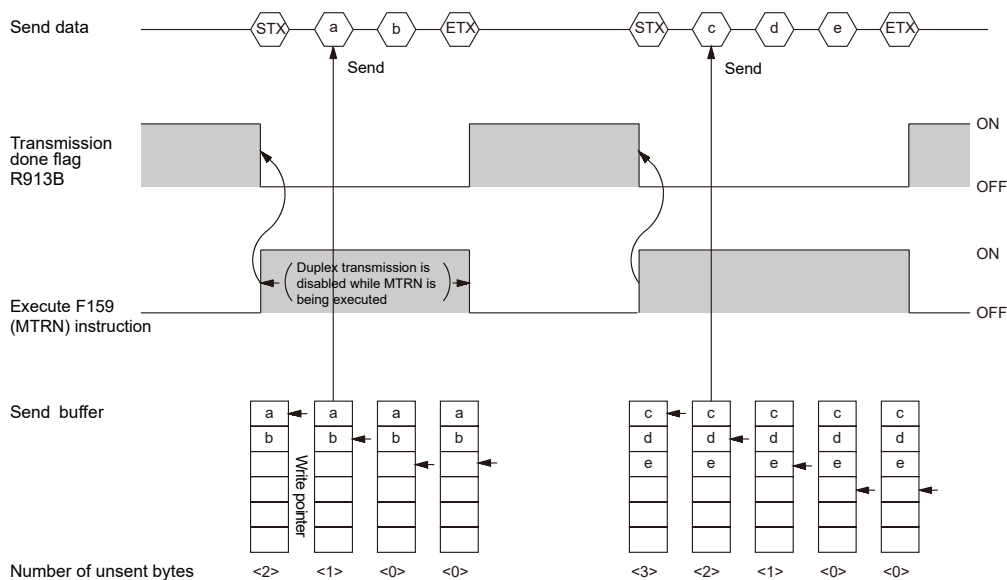 Send data
STX a b ETX STX c d e ETX
Send Send
Transmission
done flag
R913B
ON
OFF
Duplex transmission is
disabled while MTRN is
being executed
Execute F159
(MTRN) instruction
ON
OFF
Send buffer
a a a a c c c c c
b b b b d d d d d
e e e e e
Write pointer
Number of unsent bytes <2> <1> <0> <0> <3> <2> <1> <0> <0>